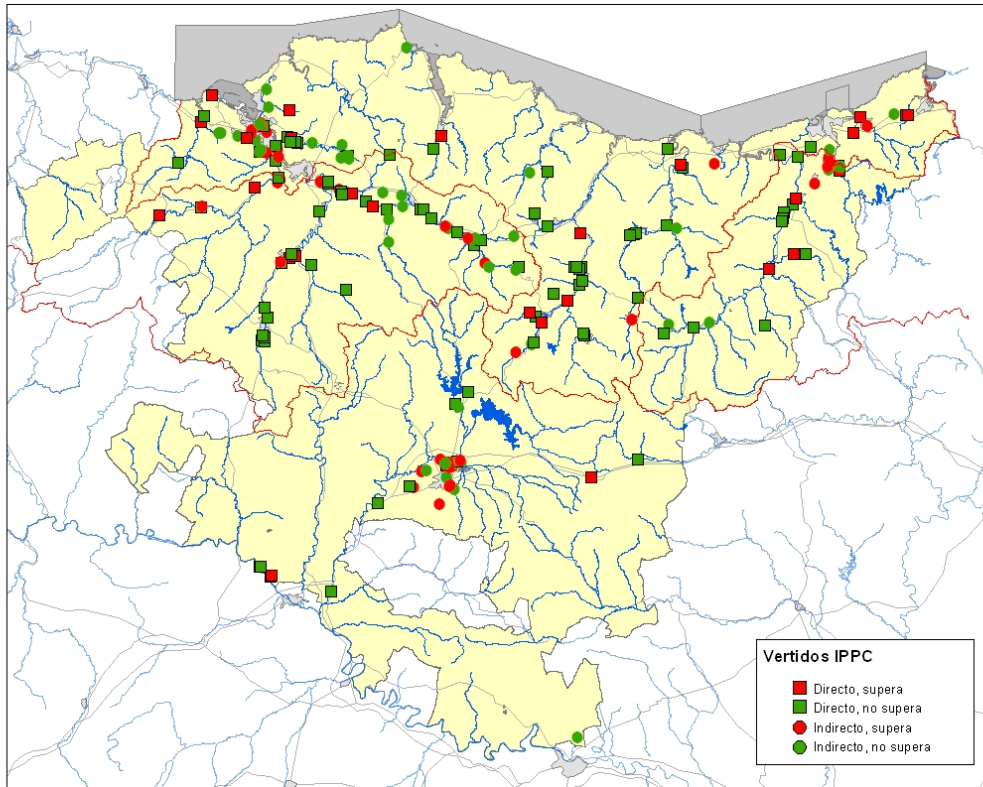 Vertidos IPPC
Directo, supera
Directo, no supera
Indirecto, supera
Indirecto, no supera